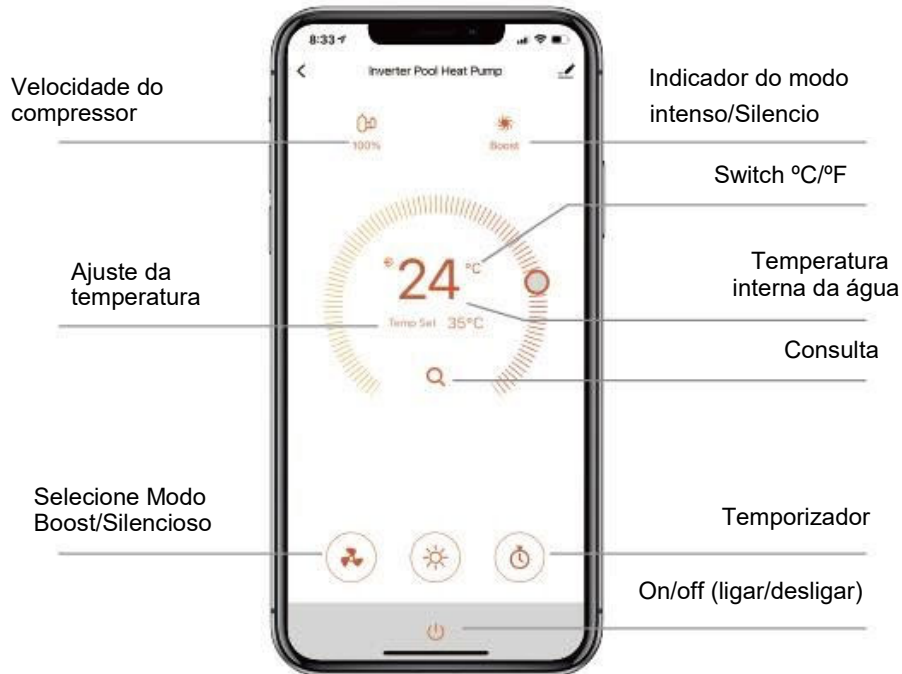 8:33
Inverter Pool Heat Pump
Velocidade do
compressor
Indicador do modo
intenso/Silencio
100%
Boost
Switch ºC/ºF
24 °C
Ajuste da
temperatura
Temperatura
interna da água
Temp Set 35°C
Consulta
Selecione Modo
Boost/Silencioso
Temporizador
On/off (ligar/desligar)